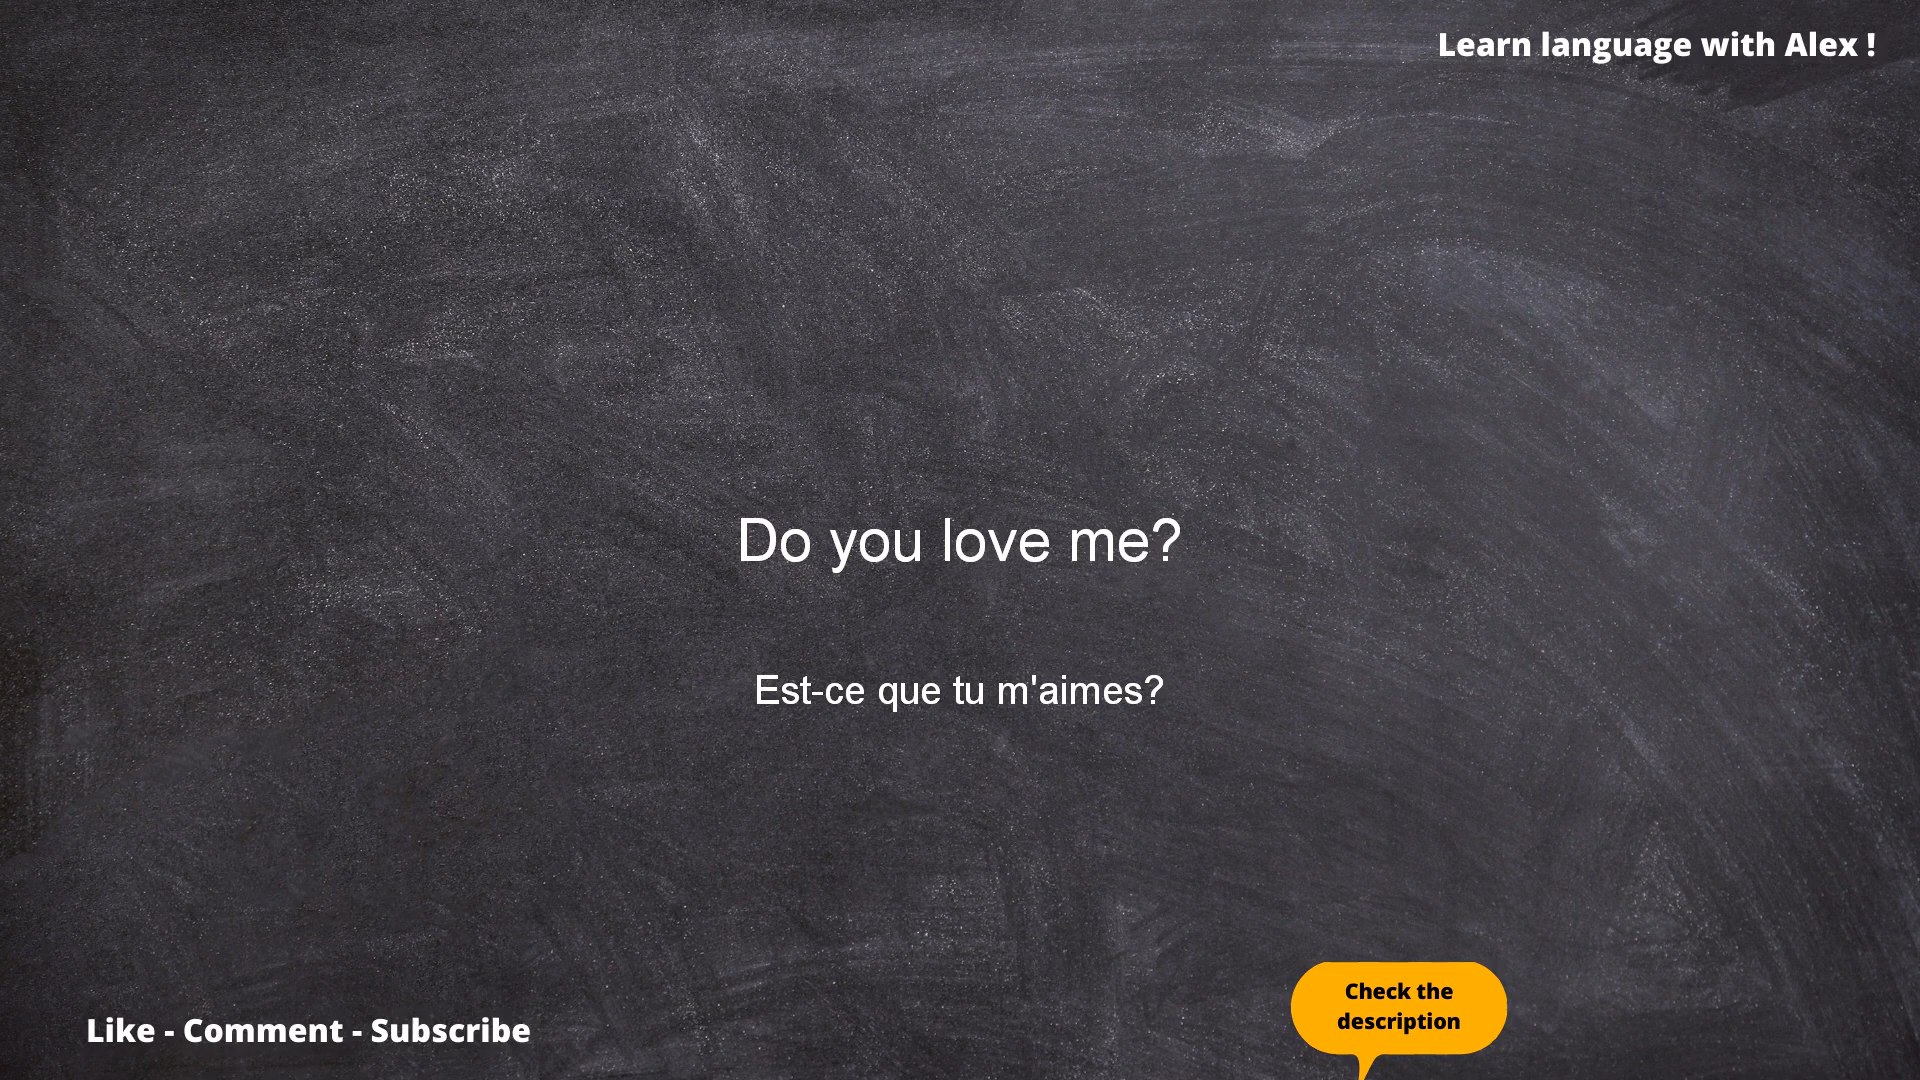 Learn language with Alex !
Do you love me?
Est-ce que tu m'aimes?
Check the
description
Like - Comment - Subscribe